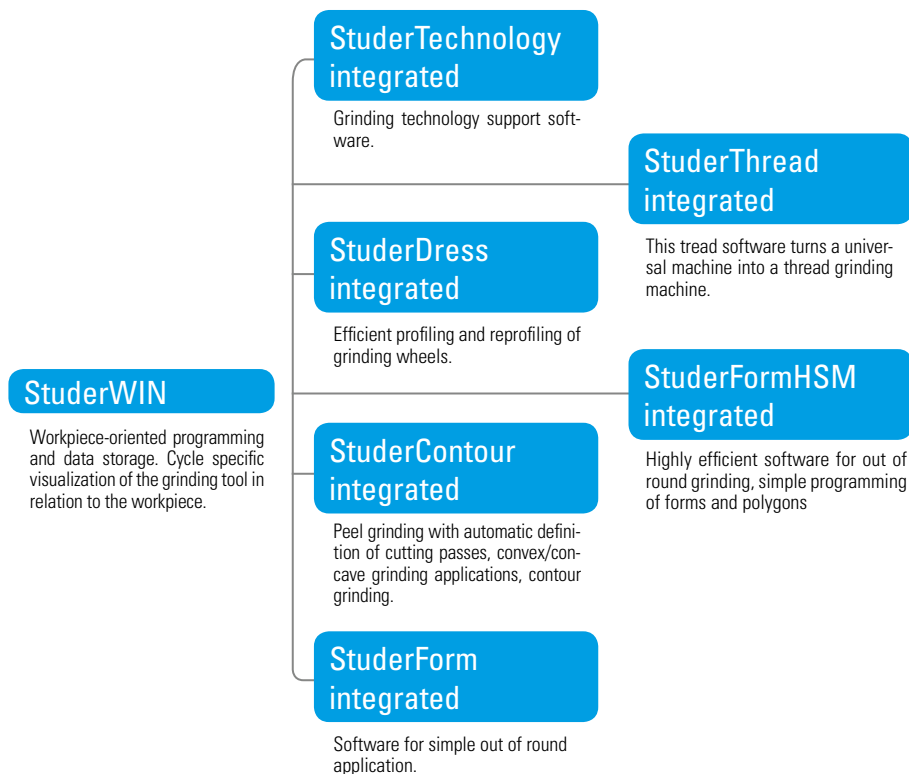 StuderTechnology
integrated
Grinding technology support soft-
ware.
StuderThread
integrated
This tread software turns a univer-
sal machine into a thread grinding
machine.
StuderDress
integrated
Efficient profiling and reprofiling of
grinding wheels.
StuderWIN
Workpiece-oriented programming
and data storage. Cycle specific
visualization of the grinding tool in
relation to the workpiece.
StuderFormHSM
integrated
Highly efficient software for out of
round grinding, simple programming
of forms and polygons
StuderContour
integrated
Peel grinding with automatic defini-
tion of cutting passes, convex/con-
cave grinding applications, contour
grinding.
StuderForm
integrated
Software for simple out of round
application.